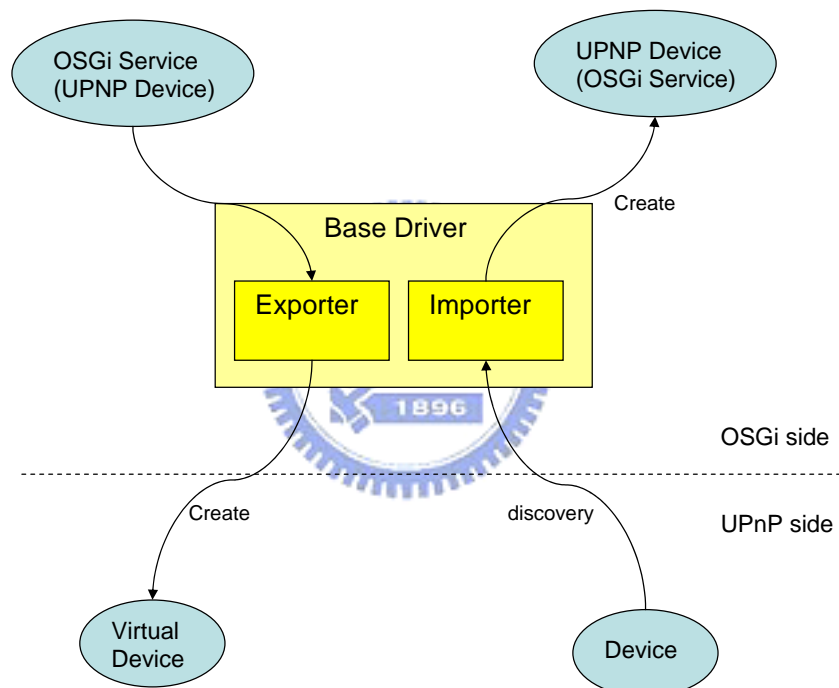 OSGi Service
(UPNP Device)
UPNP Device
(OSGi Service)
Create
Base Driver
Exporter
Importer
1896
OSGi side
Create
discovery
UPnP side
Virtual
Device
Device